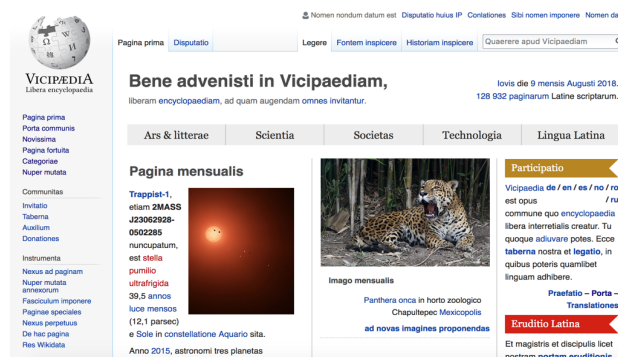 Nomen nondum datum est Disputatio huius IP Contationes Sibi nomen imponere Nomen da
Pagina prima Disputatio Legere Fontem inspicere Historiam inspicere Quaerere apud Vicipaediam
VICIPÆDIA
Libera encyclopaedia
Pagina prima
Porta communis
Novissima
Pagina fortuita
Categoriae
Nuper mutata
Communitas
Invitatio
Taberna
Auxilium
Donationes
Instrumenta
Nexus ad paginam
Nuper mutata
annexorum
Fasciculum imponere
Paginae speciales
Nexus perpetuus
De hac pagina
Res Wikidata
Bene advenisti in Vicipaediam,
liberam encyclopaediam, ad quam augendam omnes invitantur.
Iovis die 9 mensis Augusti 2018.
128 932 paginarum Latine scriptarum.
Ars & litterae Scientia Societas Technologia Lingua Latina
Pagina mensualis
Trappist-1,
etiam 2MASS
J23062928-
0502285
nuncupatum,
est stella
pumilio
ultrafrigida
39,5 annos
luce mensos
(12,1 parsec)
e Sole in constellatione Aquario sita.
Anno 2015, astronomi tres planetas
Imago mensualis
Panthera onca in horto zoologico
Chapultepec Mexicopolis
ad novas imagines proponendas
Participatio
Vicipaedia de / en / es / no / ro
/ ru
est opus
commune quo encyclopaedia
libera interretialis creatur. Tu
quoque adiuvare potes. Ecce
taberna nostra et legatio, in
quibus poteris quamlibet
linguam adhibere.
Praefatio – Porta –
Translationes
Eruditio Latina
Et magistris et discipulis licet
nostram portam eruditionis